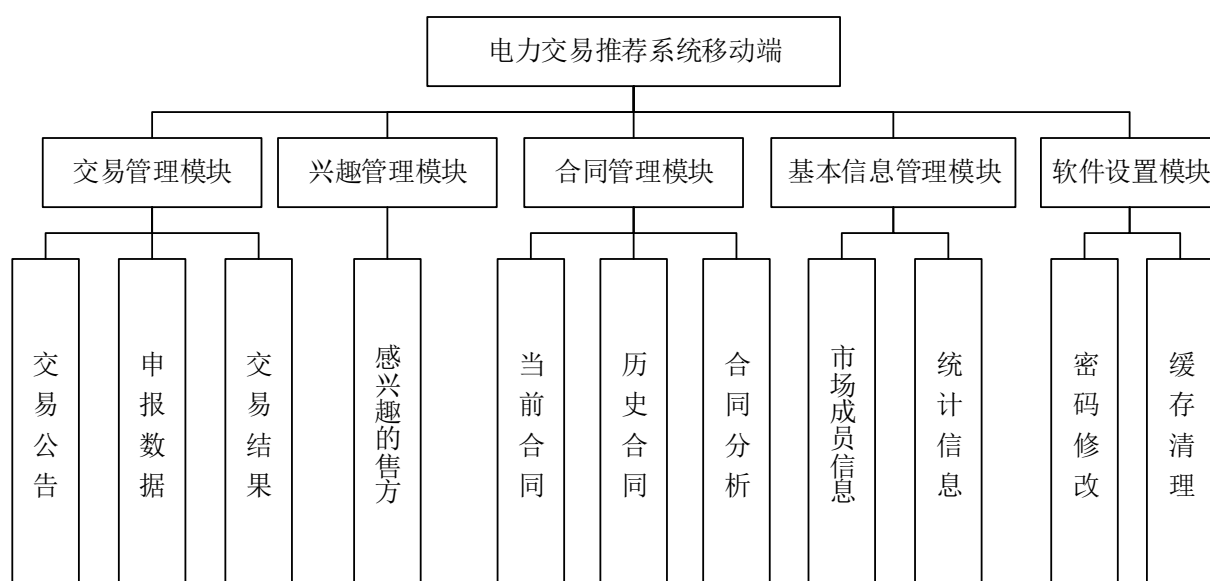 电力交易推荐系统移动端
交易管理模块
兴趣管理模块
合同管理模块
基本信息管理模块
软件设置模块
交易公告
申报数据
交易结果
感兴趣的售方
当前合同
历史合同
合同分析
市场成员信息
统计信息
密码修改
缓存清理